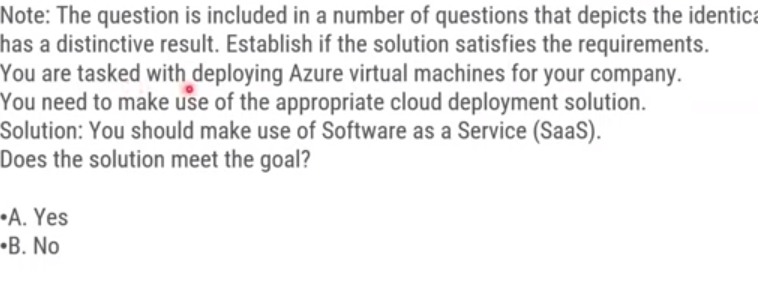 Note: The question is included in a number of questions that depicts the
has a distinctive result. Establish if the solution satisfies the requirements.
You are tasked with deploying Azure virtual machines for your company.
You need to make use of the appropriate cloud deployment solution.
Solution: You should make use of Software as a Service (SaaS).
Does the solution meet the goal?
•A. Yes
•B. No